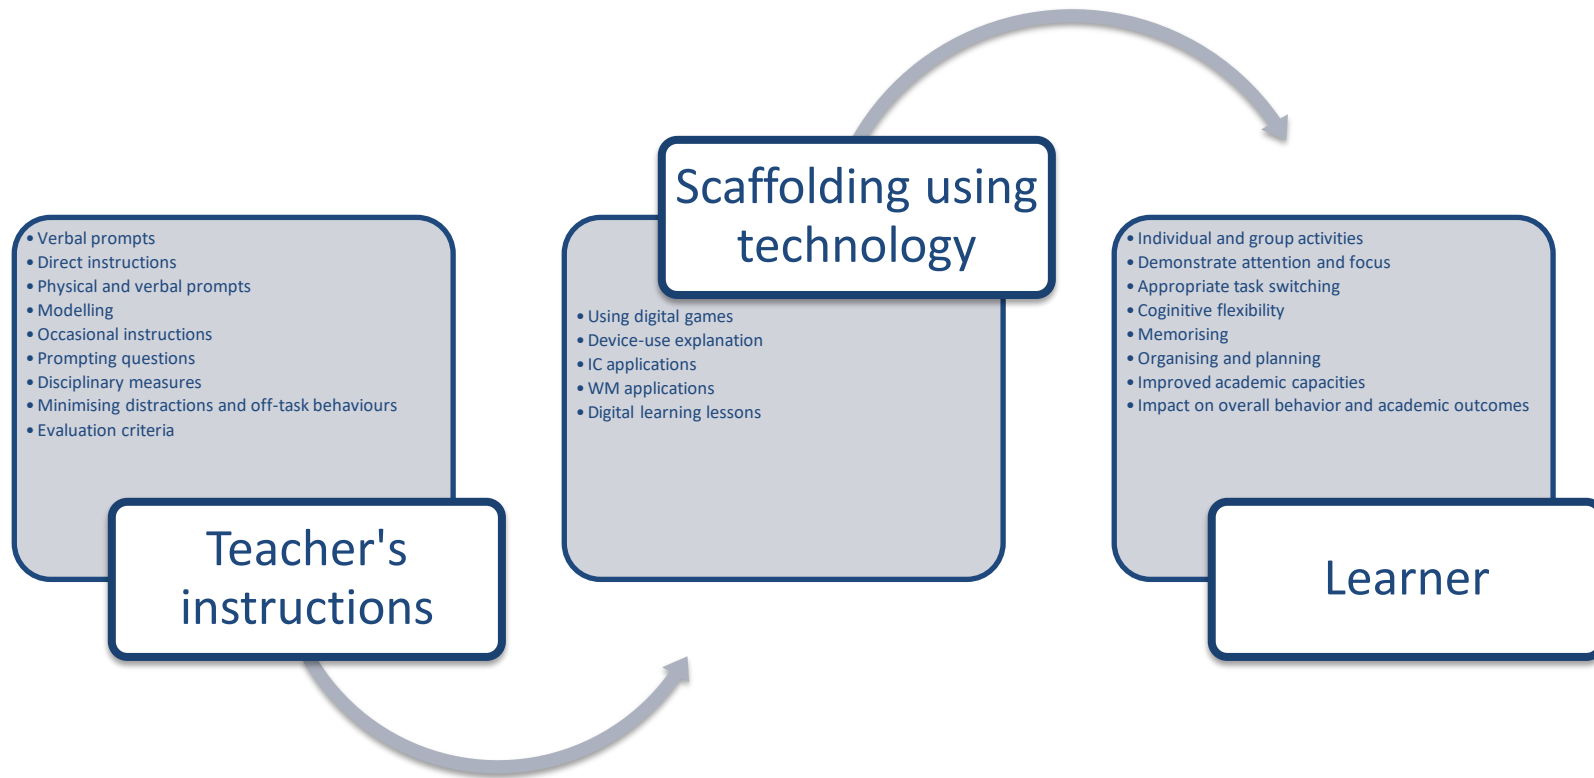 • Verbal prompts
• Direct instructions
• Physical and verbal prompts
• Modelling
• Occasional instructions
• Prompting questions
• Disciplinary measures
• Minimising distractions and off-task behaviours
• Evaluation criteria
Teacher's
instructions
Scaffolding using
technology
• Using digital games
• Device-use explanation
• IC applications
• WM applications
• Digital learning lessons
• Individual and group activities
• Demonstrate attention and focus
• Appropriate task switching
• Coginitive flexibility
• Memorising
• Organising and planning
• Improved academic capacities
• Impact on overall behavior and academic outcomes
Learner